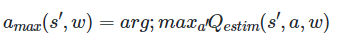 a_{max}(s′, w) = arg; max_{a′}Q_{estim}(s′, a, w)